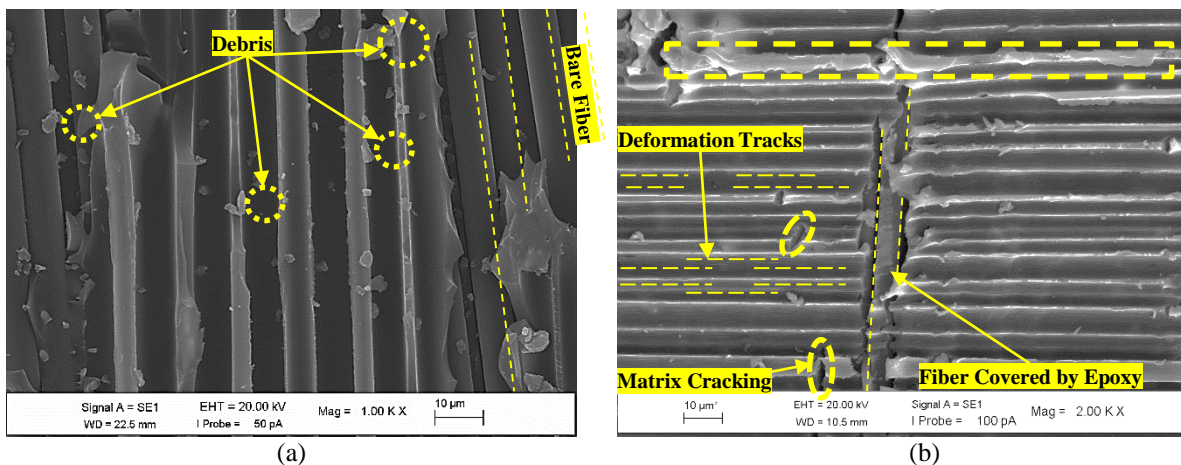 Debris
Bare Fiber
Signal A = SE1
WD = 22.5 mm
EHT = 20.00 kV
I Probe = 50 pA
Mag = 1.00 K X
10 µm
(a)
Deformation Tracks
Matrix Cracking
Fiber Covered by Epoxy
10 µm
EHT = 20.00 kV
WD = 10.5 mm
Signal A = SE1
I Probe = 100 pA
Mag = 2.00 K X
(b)